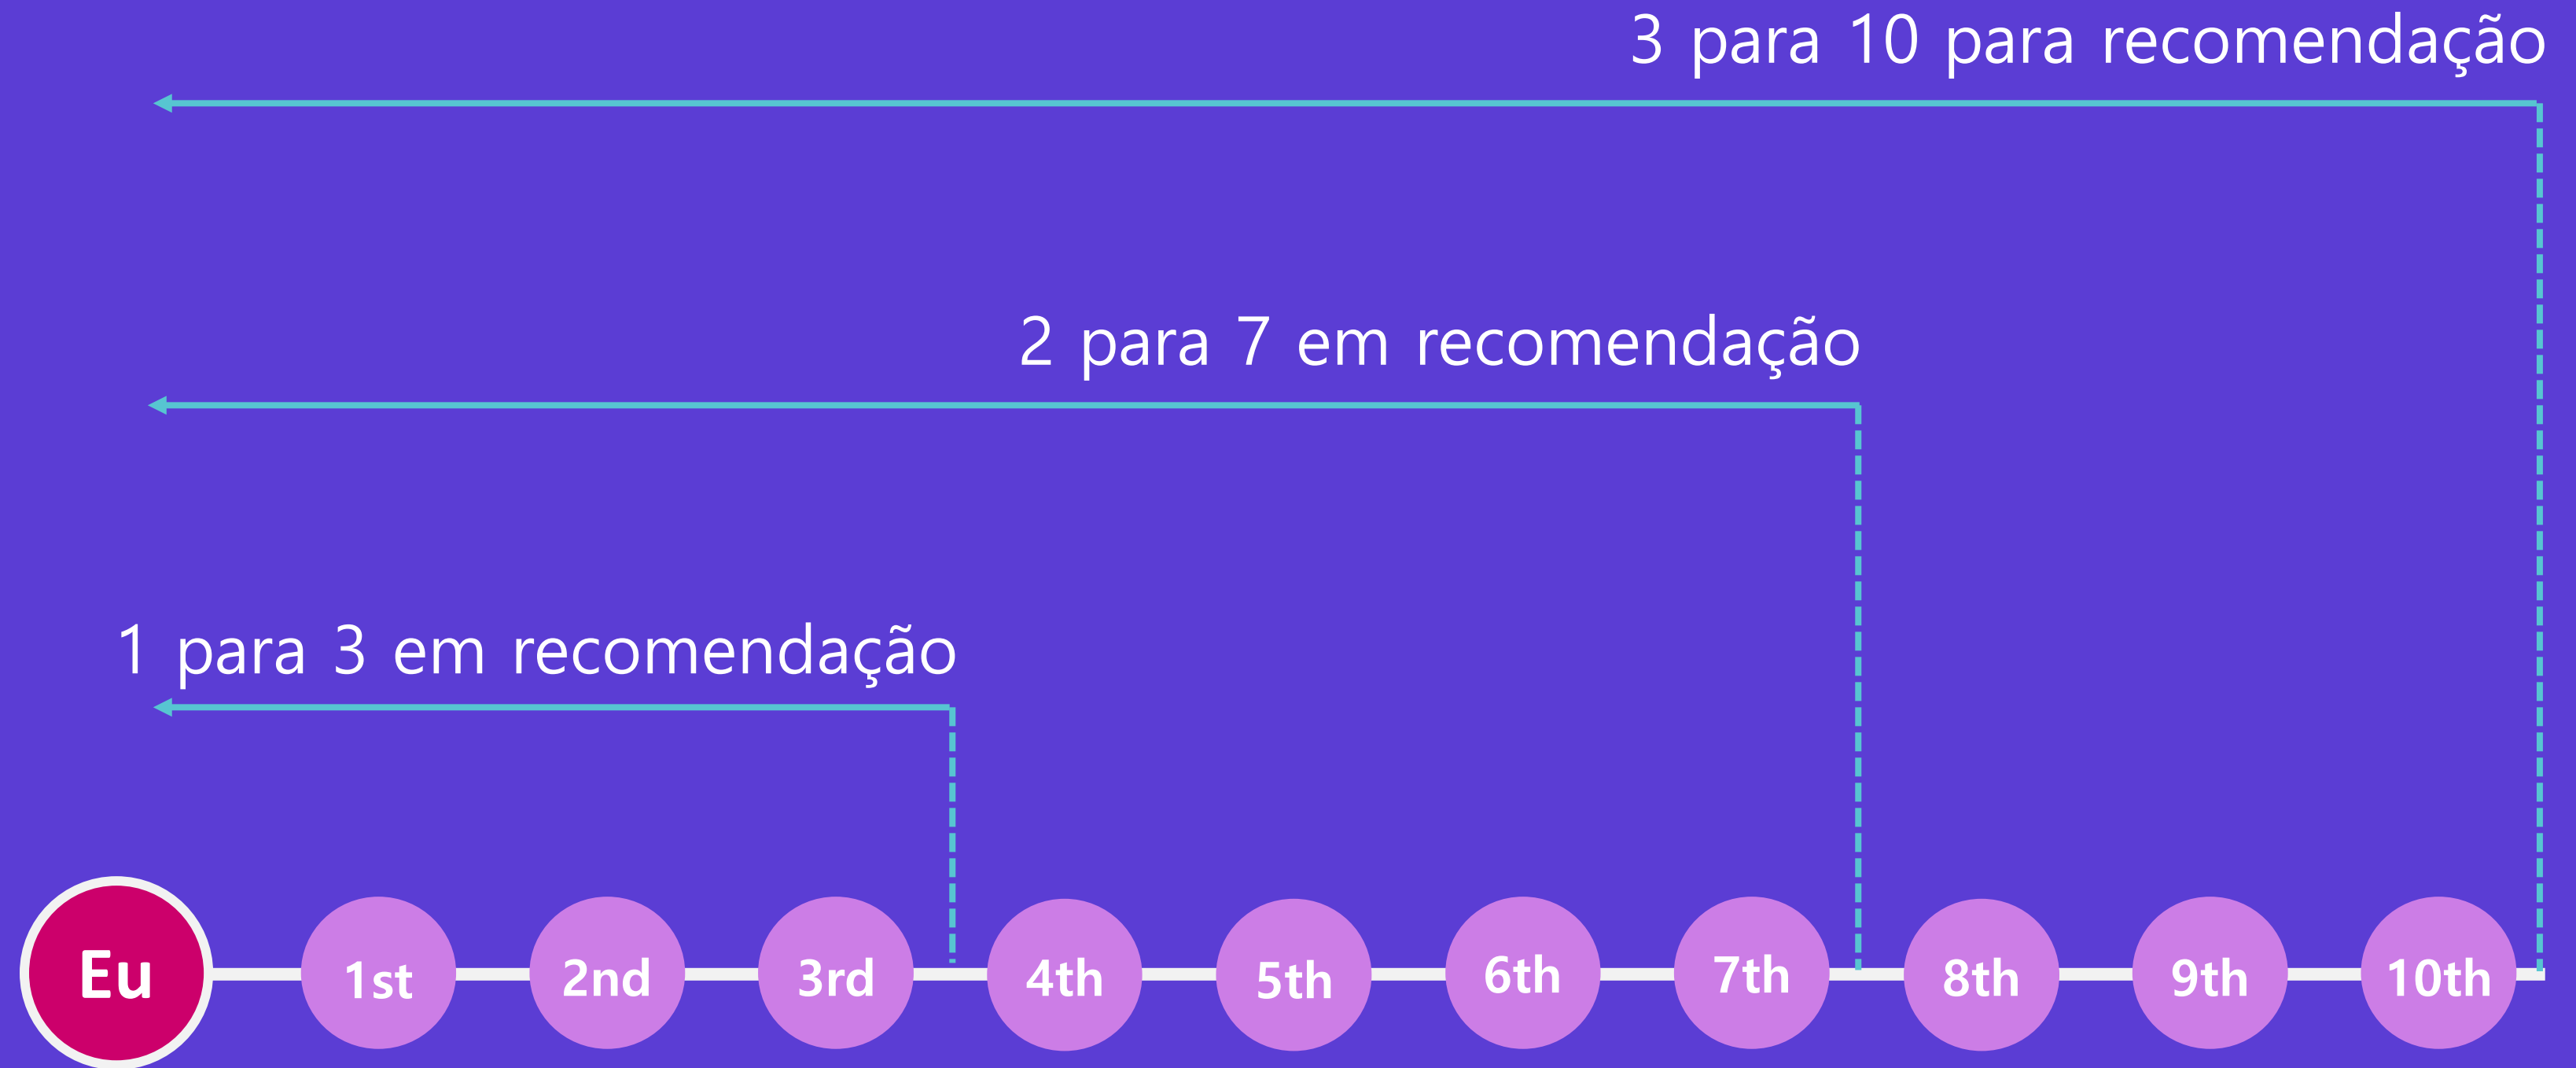 3 para 10 para recomendação
2 para 7 em recomendação
1 para 3 em recomendação
Eu
1st
2nd
3rd
4th
5th
6th
7th
8th
9th
10th